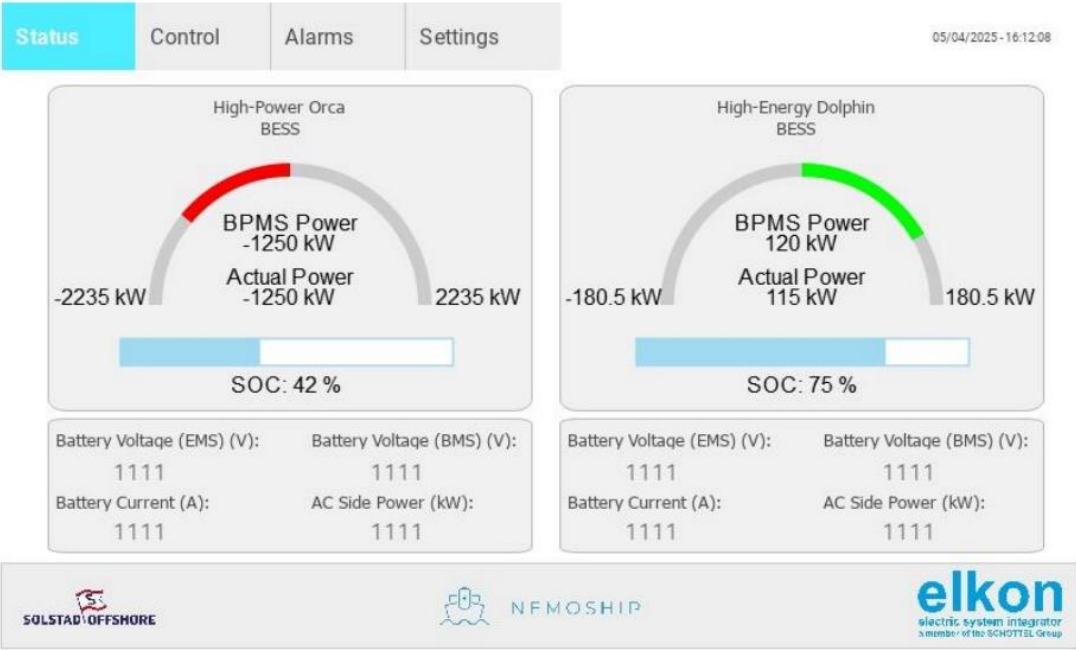 Status
Control
Alarms
Settings
05/04/2025 - 16:12:08
High-Power Orca
BESS
BPMS Power
-1250 kW
Actual Power
-1250 kW
-2235 kW
2235 kW
SOC: 42 %
High-Energy Dolphin
BESS
BPMS Power
120 kW
Actual Power
115 kW
-180.5 kW
180.5 kW
SOC: 75 %
Battery Voltage (EMS) (V):
1111
Battery Voltage (BMS) (V):
1111
Battery Current (A):
1111
AC Side Power (kW):
1111
Battery Voltage (EMS) (V):
1111
Battery Voltage (BMS) (V):
1111
Battery Current (A):
1111
AC Side Power (kW):
1111
S
SOLSTAD OFFSHORE
NEMOSHIP
elkon
electric system integrator
a member of the SCHOTTEL Group